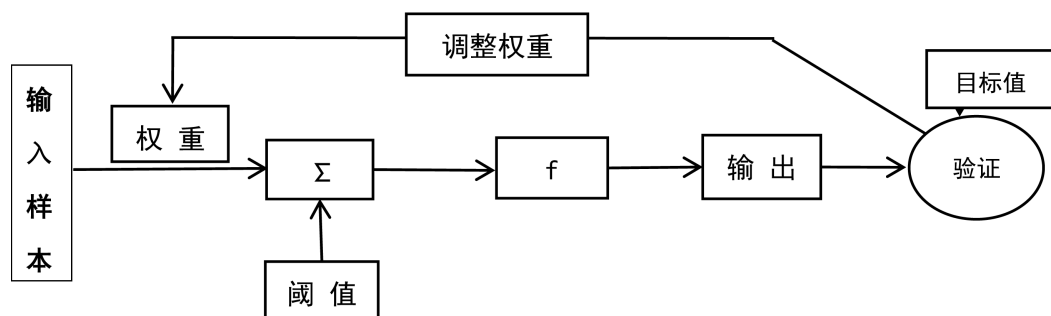 调整权重
目标值
输
入
样
本
权 重
Σ
f
输 出
验证
阈 值